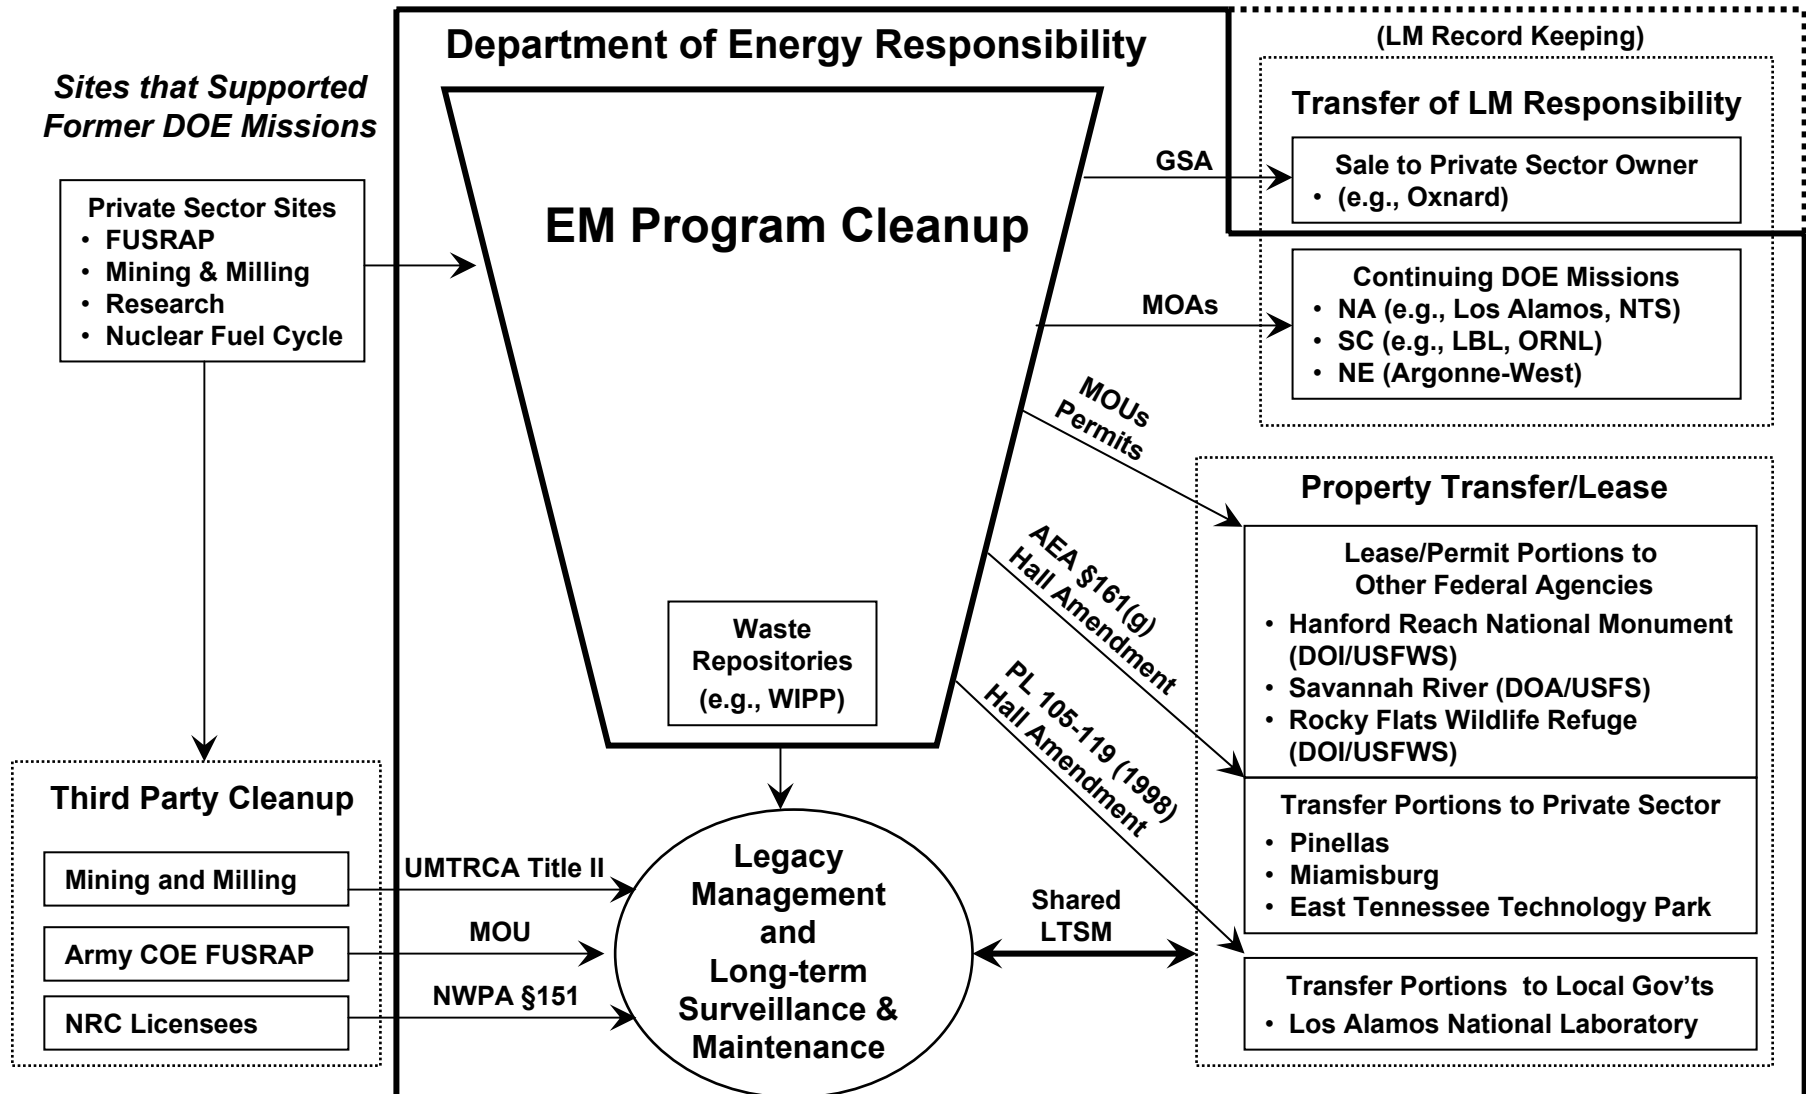 Department of Energy Responsibility
(LM Record Keeping)
Sites that Supported
Former DOE Missions
Private Sector Sites
• FUSRAP
• Mining & Milling
• Research
• Nuclear Fuel Cycle
EM Program Cleanup
Waste
Repositories
(e.g., WIPP)
GSA
MOAs
MOUs
Permits
AEA §161(g)
Hall Amendment
PL 105-119 (1998)
Hall Amendment
Transfer of LM Responsibility
Sale to Private Sector Owner
• (e.g., Oxnard)
Continuing DOE Missions
• NA (e.g., Los Alamos, NTS)
• SC (e.g., LBL, ORNL)
• NE (Argonne-West)
Property Transfer/Lease
Lease/Permit Portions to
Other Federal Agencies
• Hanford Reach National Monument
(DOI/USFWS)
• Savannah River (DOA/USFS)
• Rocky Flats Wildlife Refuge
(DOI/USFWS)
Transfer Portions to Private Sector
• Pinellas
• Miamisburg
• East Tennessee Technology Park
Transfer Portions to Local Gov’ts
• Los Alamos National Laboratory
Third Party Cleanup
Mining and Milling
Army COE FUSRAP
NRC Licensees
UMTRCA Title II
MOU
NWPA §151
Legacy
Management
and
Long-term
Surveillance &
Maintenance
Shared
LTSM